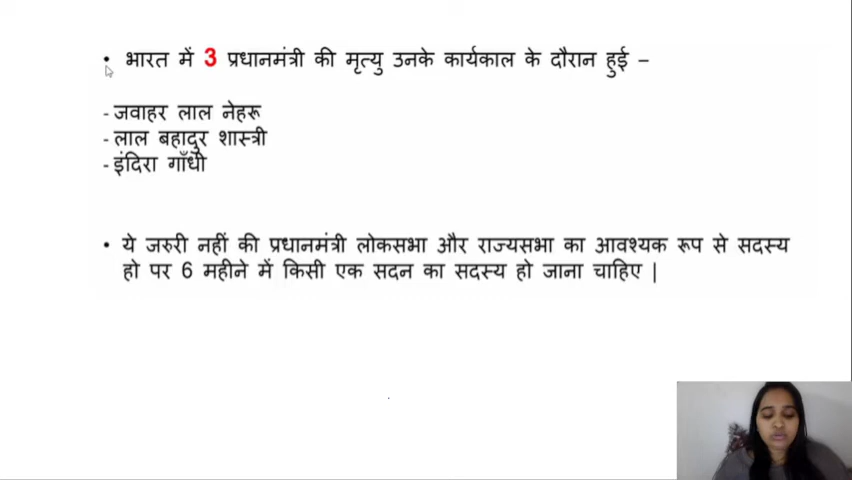 • भारत में 3 प्रधानमंत्री की मृत्यु उनके कार्यकाल के दौरान हुई –
-जवाहर लाल नेहरू
-लाल बहादुर शास्त्री
-इंदिरा गाँधी
• ये जरुरी नहीं की प्रधानमंत्री लोकसभा और राज्यसभा का आवश्यक रूप से सदस्य
हो पर 6 महीने में किसी एक सदन का सदस्य हो जाना चाहिए |